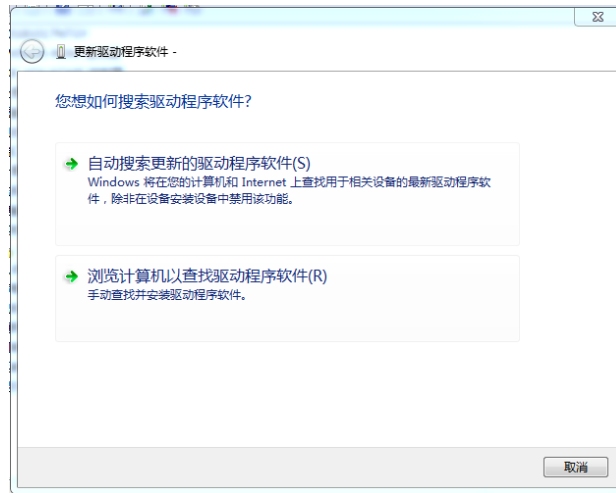 更新驱动程序软件 -
您想如何搜索驱动程序软件?
自动搜索更新的驱动程序软件(S)
Windows 将在您的计算机和 Internet 上查找用于相关设备的最新驱动程序软
件，除非在设备安装设备中禁用该功能。
浏览计算机以查找驱动程序软件(R)
手动查找并安装驱动程序软件。
取消